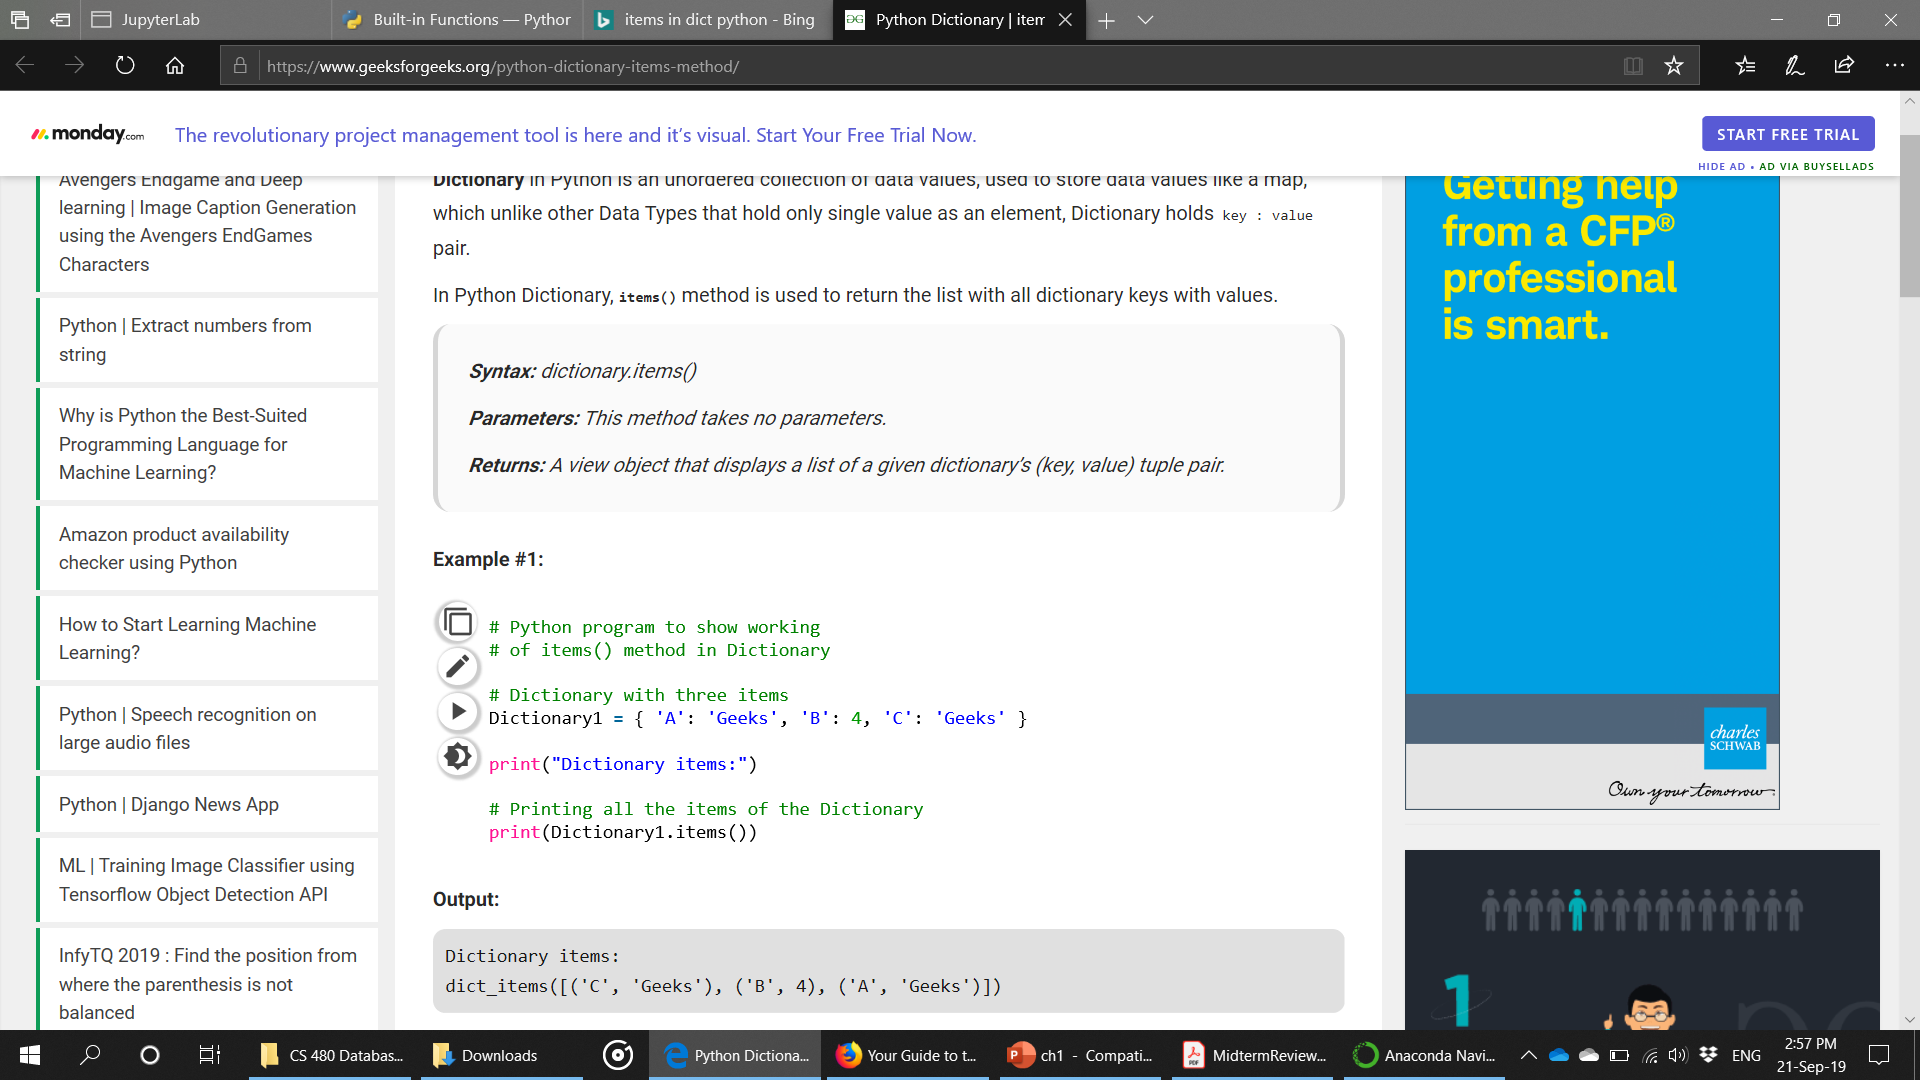 JupyterLab
Built-in Functions — Pythor
items in dict python - Bing
Python Dictionary | iten
https://www.geeksforgeeks.org/python-dictionary-items-method/
monday.com
The revolutionary project management tool is here and it's visual. Start Your Free Trial Now.
START FREE TRIAL
HIDE AD • AD VIA BUYSELLADS
Avengers Endgame and Deep
learning | Image Caption Generation
using the Avengers EndGames
Characters
Python | Extract numbers from
string
Why is Python the Best-Suited
Programming Language for
Machine Learning?
Amazon product availability
checker using Python
How to Start Learning Machine
Learning?
Python | Speech recognition on
large audio files
Python | Django News App
ML | Training Image Classifier using
Tensorflow Object Detection API
InfyTQ 2019 : Find the position from
where the parenthesis is not
balanced
Dictionary in Python is an unordered collection of data values, used to store data values like a map,
which unlike other Data Types that hold only single value as an element, Dictionary holds key : value
pair.
In Python Dictionary, items() method is used to return the list with all dictionary keys with values.
Syntax: dictionary.items()
Parameters: This method takes no parameters.
Returns: A view object that displays a list of a given dictionary's (key, value) tuple pair.
Example #1:
# Python program to show working
# of items() method in Dictionary
# Dictionary with three items
Dictionary1 = { 'A': 'Geeks', 'B': 4, 'C': 'Geeks' }
print("Dictionary items:")
# Printing all the items of the Dictionary
print(Dictionary1.items())
Output:
Dictionary items:
dict_items([('C', 'Geeks'), ('B', 4), ('A', 'Geeks')])
Getting help
from a CFP®
professional
is smart.
charles
SCHWAB
Own your tomorrow
1
CS 480 Databas...
Downloads
Python Dictiona...
Your Guide to t...
ch1 - Compati...
MidtermReview...
Anaconda Navi...
ENG
2:57 PM
21-Sep-19